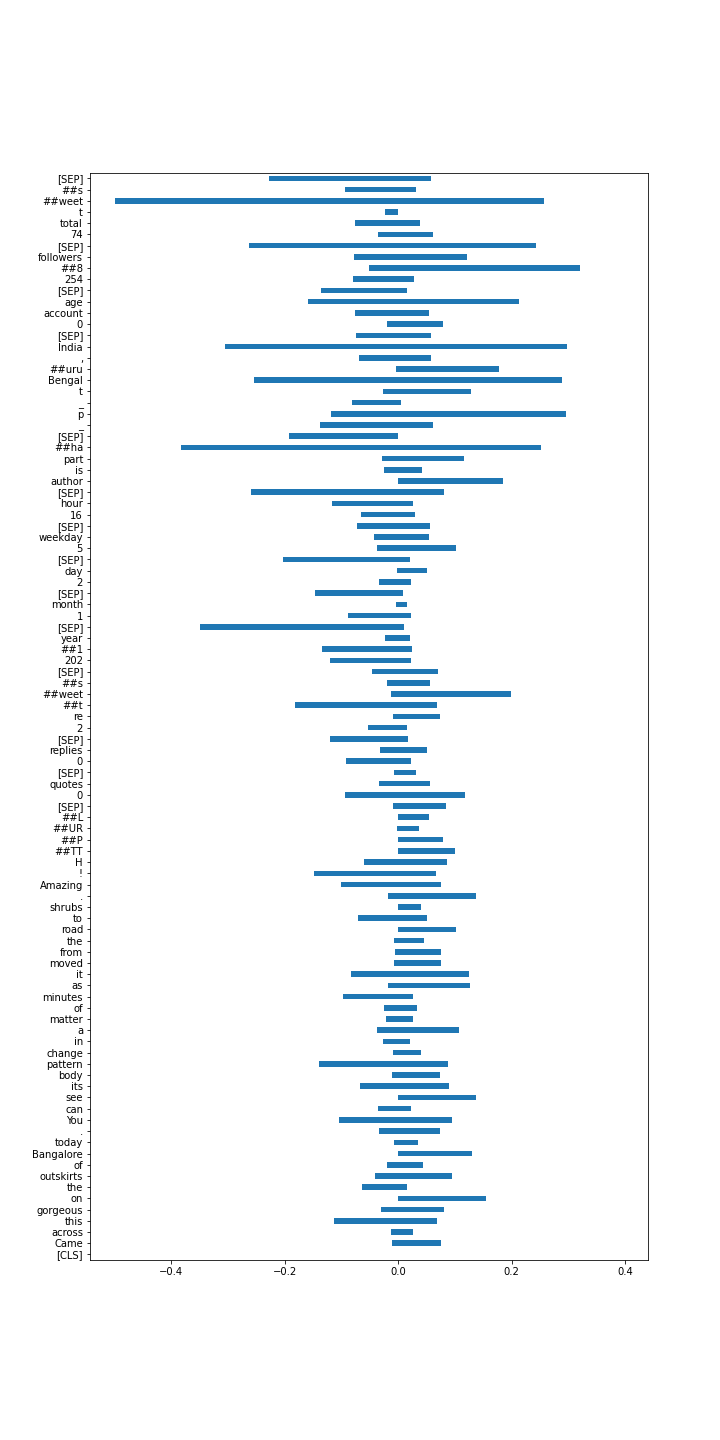 [SEP]
##s
##weet
t
total
74
[SEP]
followers
##8
254
[SEP]
age
account
0
[SEP]
India
,
##uru
Bengal
t
_
p
_
[SEP]
##ha
part
is
author
[SEP]
hour
16
[SEP]
weekday
5
[SEP]
day
2
[SEP]
month
1
[SEP]
year
##1
202
[SEP]
##s
##weet
##t
re
2
[SEP]
replies
0
[SEP]
quotes
0
[SEP]
##L
##UR
##P
##TT
H
!
Amazing
.
shrubs
to
road
the
from
moved
it
as
minutes
of
matter
a
in
change
pattern
body
its
see
can
You
.
today
Bangalore
of
outskirts
the
on
gorgeous
this
across
Came
[CLS]
−0.4 −0.2 0.0 0.2 0.4